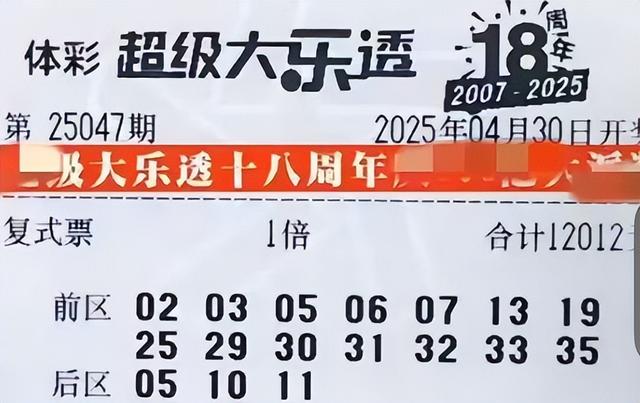 体彩 超级大乐透 18周年
2007-2025
第 25047期 2025年04月30日开奖
级大乐透十八周年
复式票 1倍 合计12012元
前区 02 03 05 06 07 13 19
25 29 30 31 32 33 35
后区 05 10 11